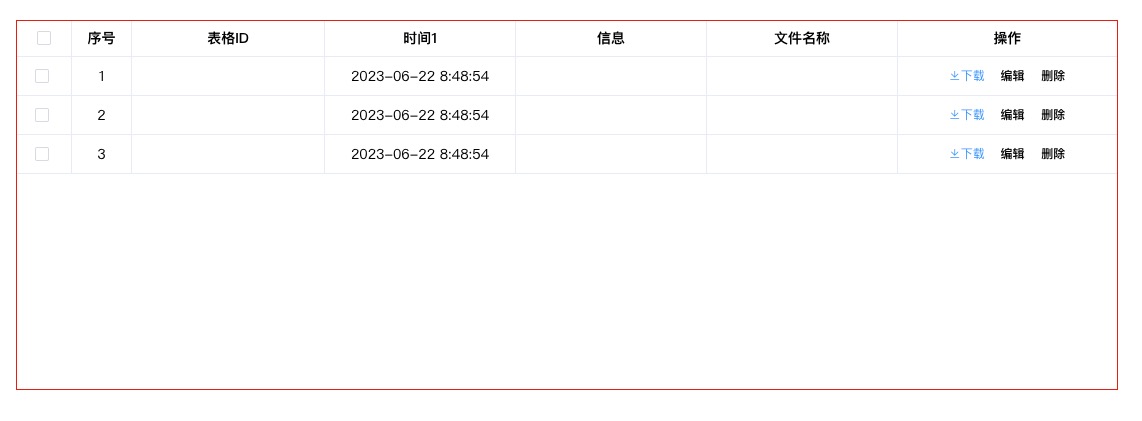 序号 表格ID 时间1 信息 文件名称 操作
1 2023-06-22 8:48:54 下载 编辑 删除
2 2023-06-22 8:48:54 下载 编辑 删除
3 2023-06-22 8:48:54 下载 编辑 删除